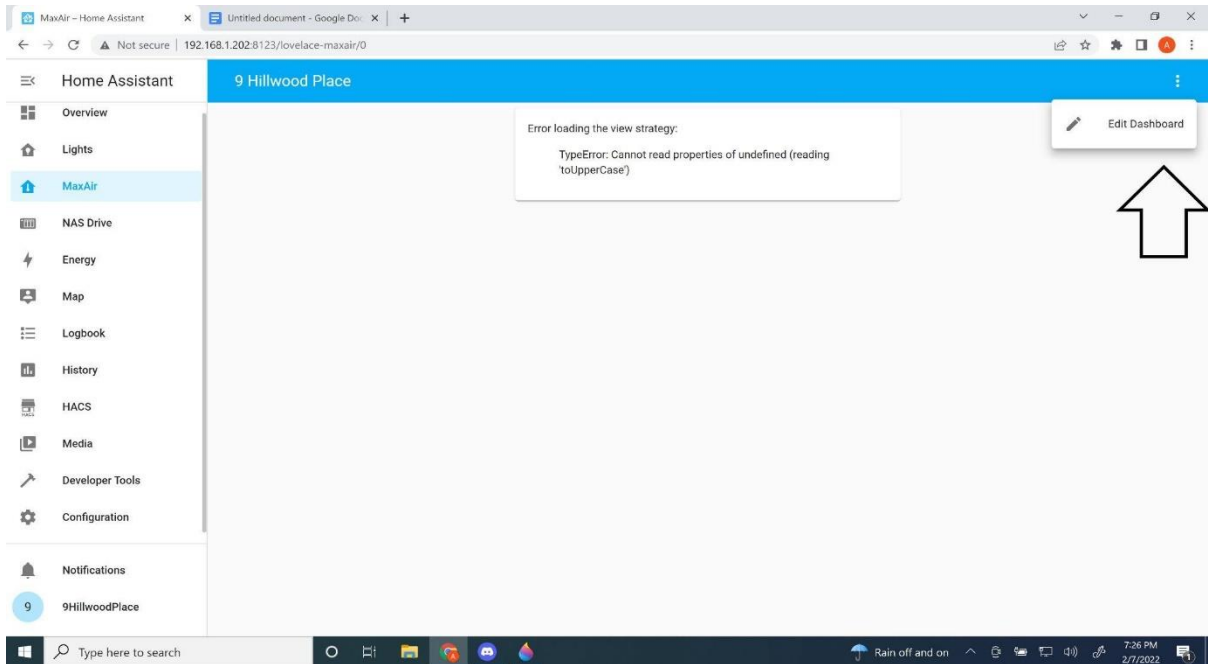 MaxAir – Home Assistant
Untitled document - Google Doc
Not secure | 192.168.1.202:8123/lovelace-maxair/0
A
Home Assistant
9 Hillwood Place
Overview
Edit Dashboard
Error loading the view strategy:
TypeError: Cannot read properties of undefined (reading
'toUpperCase')
Lights
MaxAir
NAS Drive
Energy
Map
Logbook
History
HACS
HACS
Media
Developer Tools
Configuration
Notifications
9
9HillwoodPlace
Type here to search
Rain off and on
7:26 PM
2/7/2022
1